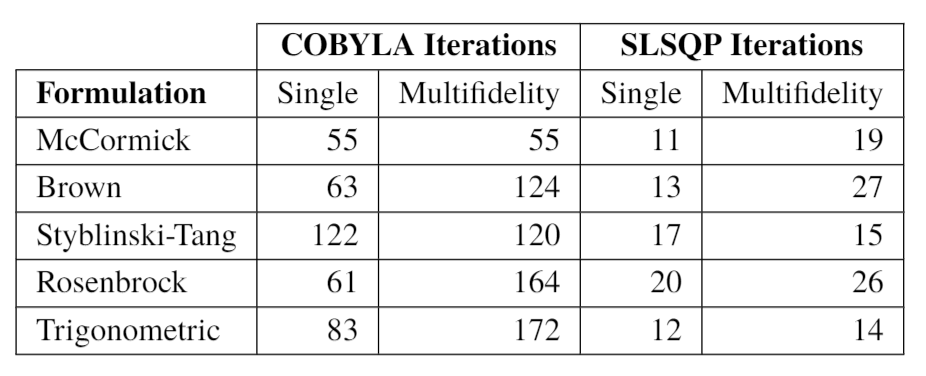 COBYLA Iterations SLSQP Iterations
Formulation Single Multifidelity Single Multifidelity
McCormick 55 55 11 19
Brown 63 124 13 27
Styblinski-Tang 122 120 17 15
Rosenbrock 61 164 20 26
Trigonometric 83 172 12 14